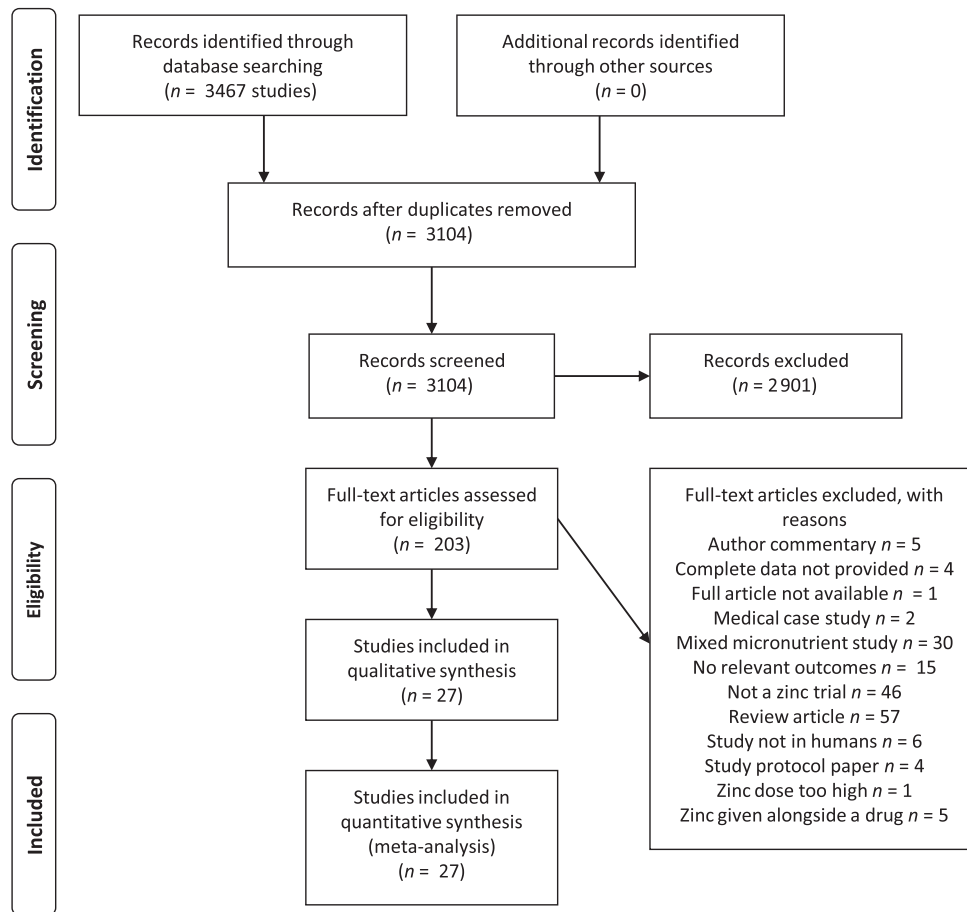 Identification
Records identified through
database searching
(n = 3467 studies)
Additional records identified
through other sources
(n = 0)
Records after duplicates removed
(n = 3104)
Screening
Records screened
(n = 3104)
Records excluded
(n = 2901)
Eligibility
Full-text articles assessed
for eligibility
(n = 203)
Full-text articles excluded, with
reasons
Author commentary n = 5
Complete data not provided n = 4
Full article not available n = 1
Medical case study n = 2
Mixed micronutrient study n = 30
No relevant outcomes n = 15
Not a zinc trial n = 46
Review article n = 57
Study not in humans n = 6
Study protocol paper n = 4
Zinc dose too high n = 1
Zinc given alongside a drug n = 5
Studies included in
qualitative synthesis
(n = 27)
Included
Studies included in
quantitative synthesis
(meta-analysis)
(n = 27)